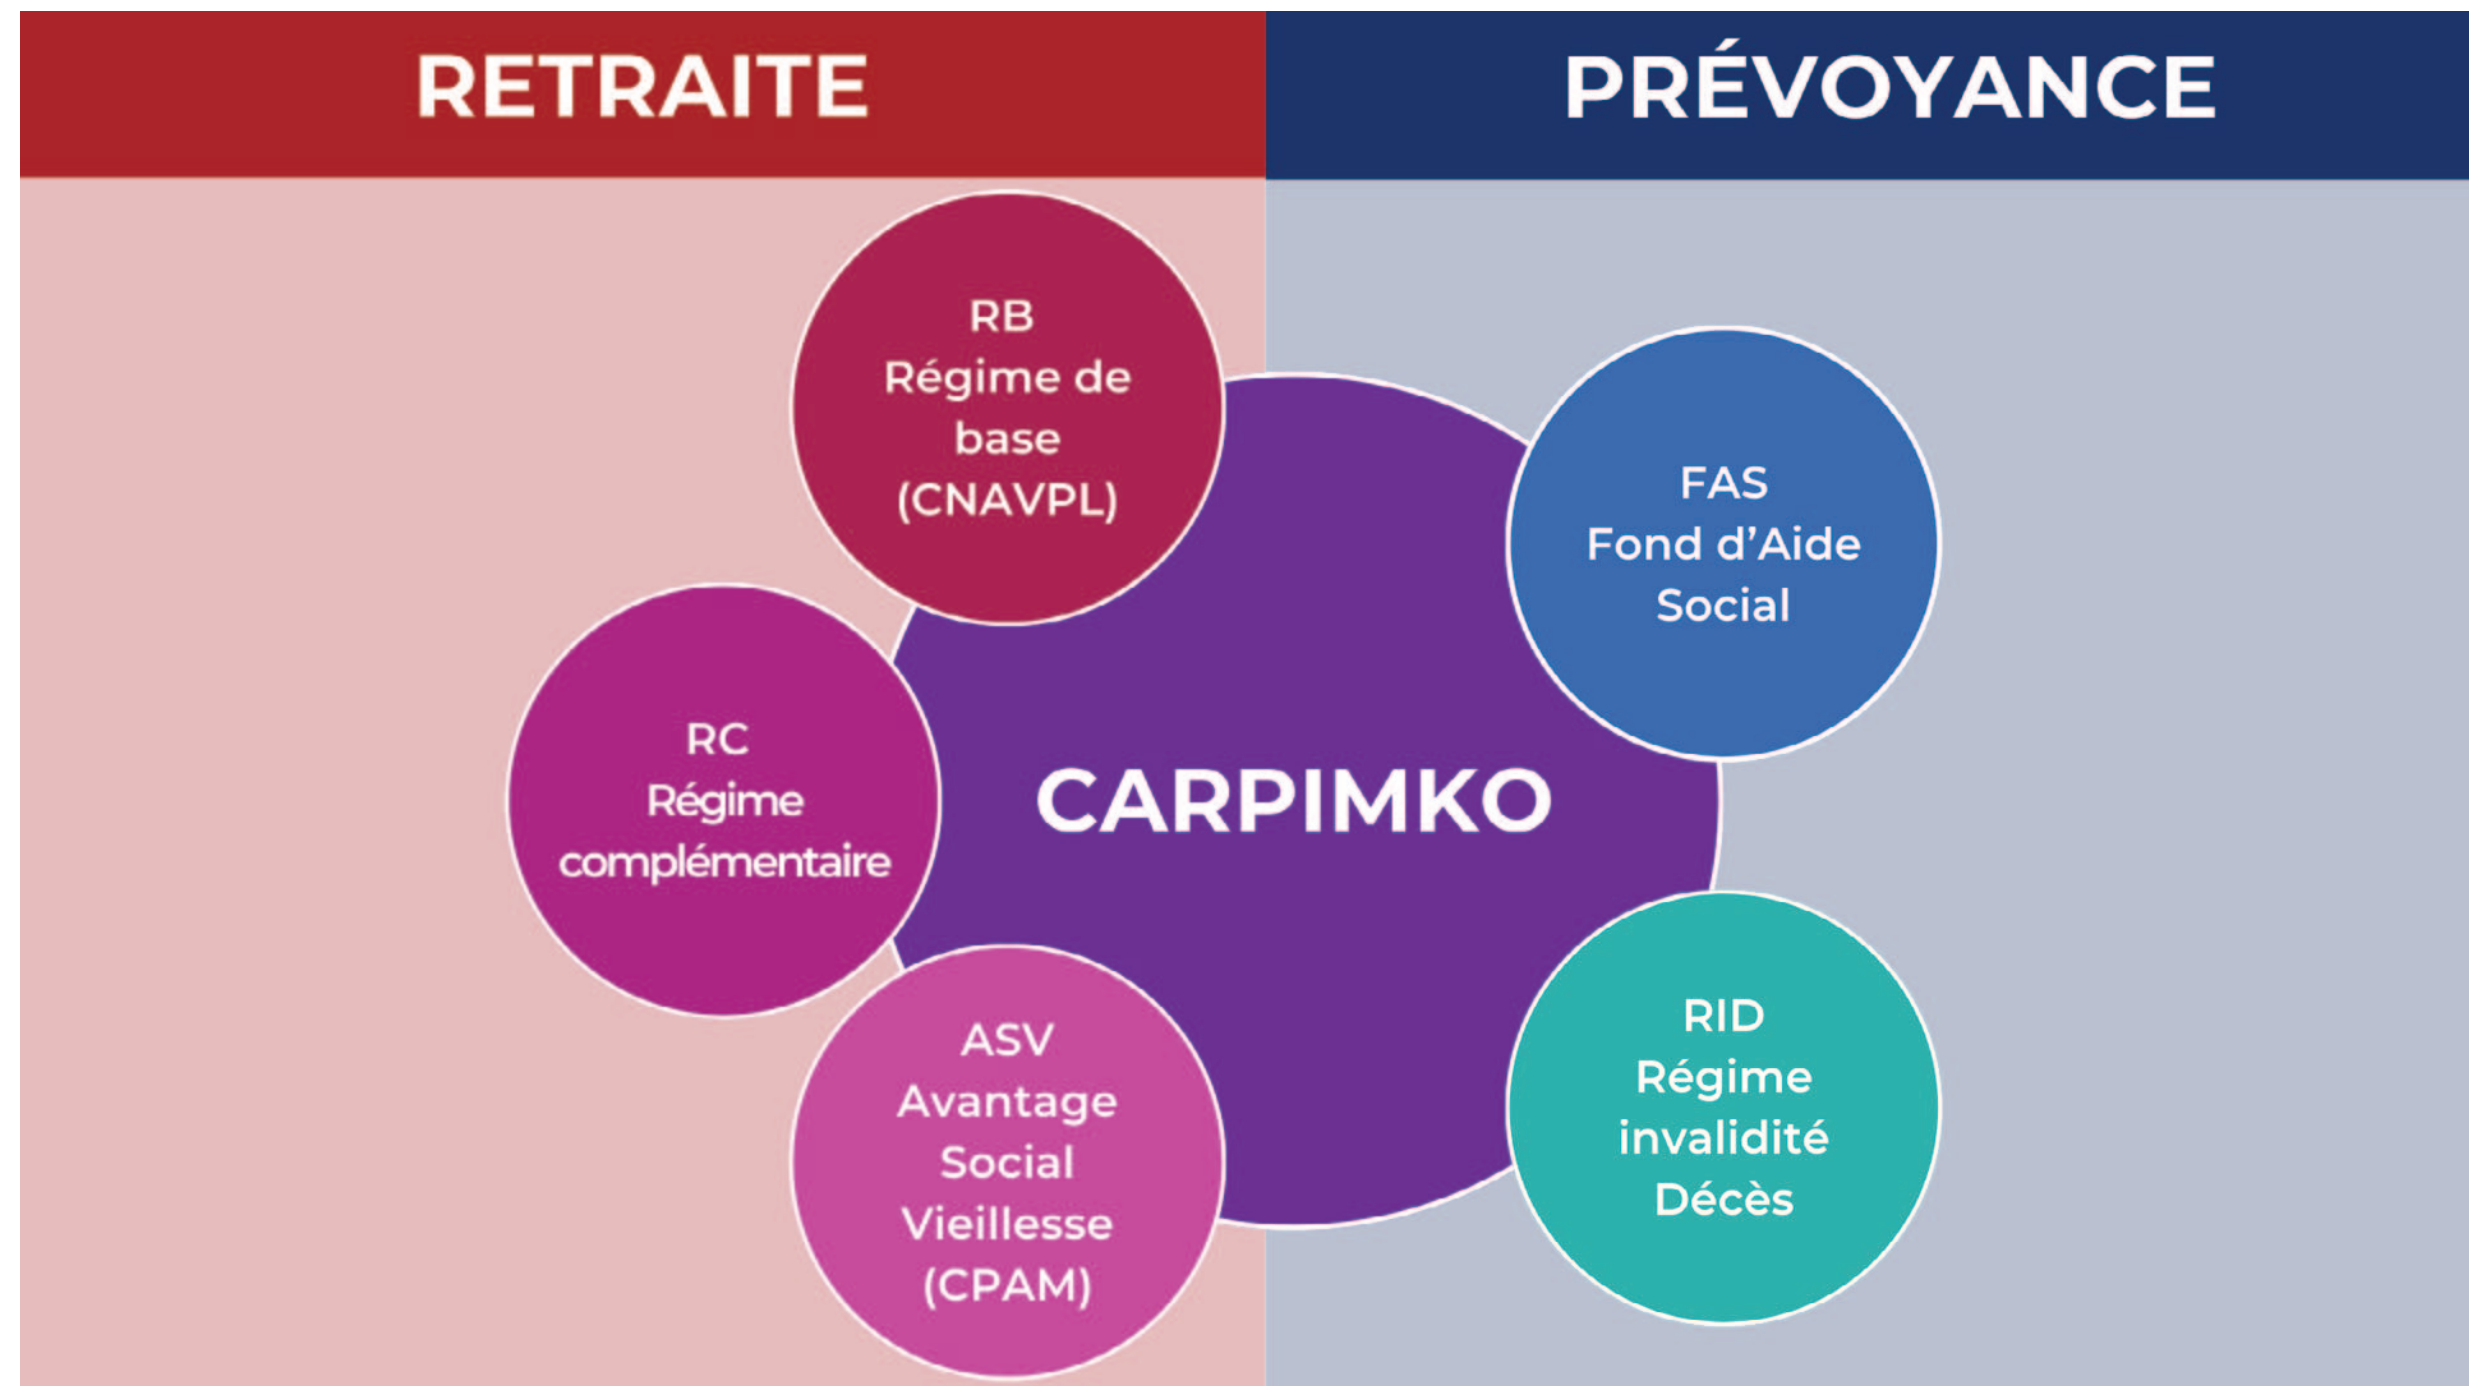 RETRAITE
PRÉVOYANCE
RB
Régime de
base
(CNAVPL)
FAS
Fond d’Aide
Social
RC
Régime
complémentaire
CARPIMKO
ASV
Avantage
Social
Vieillesse
(CPAM)
RID
Régime
invalidité
Décès